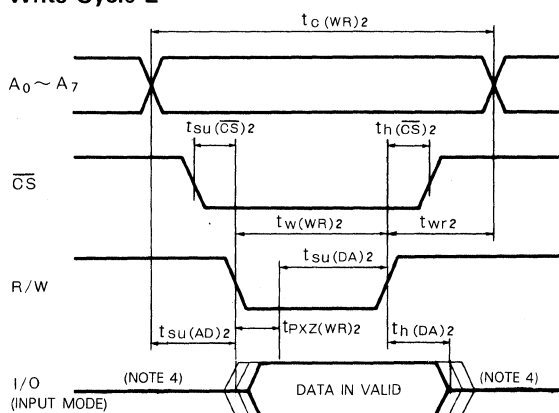 Write Cycle 2
tc(WR)2
A0~A7
tsu(CS)2
th(CS)2
CS
tw(WR)2
twr2
tsu(DA)2
R/W
tsu(AD)2
tPXZ(WR)2
th(DA)2
I/O
(INPUT MODE)
(NOTE 4)
DATA IN VALID
(NOTE 4)